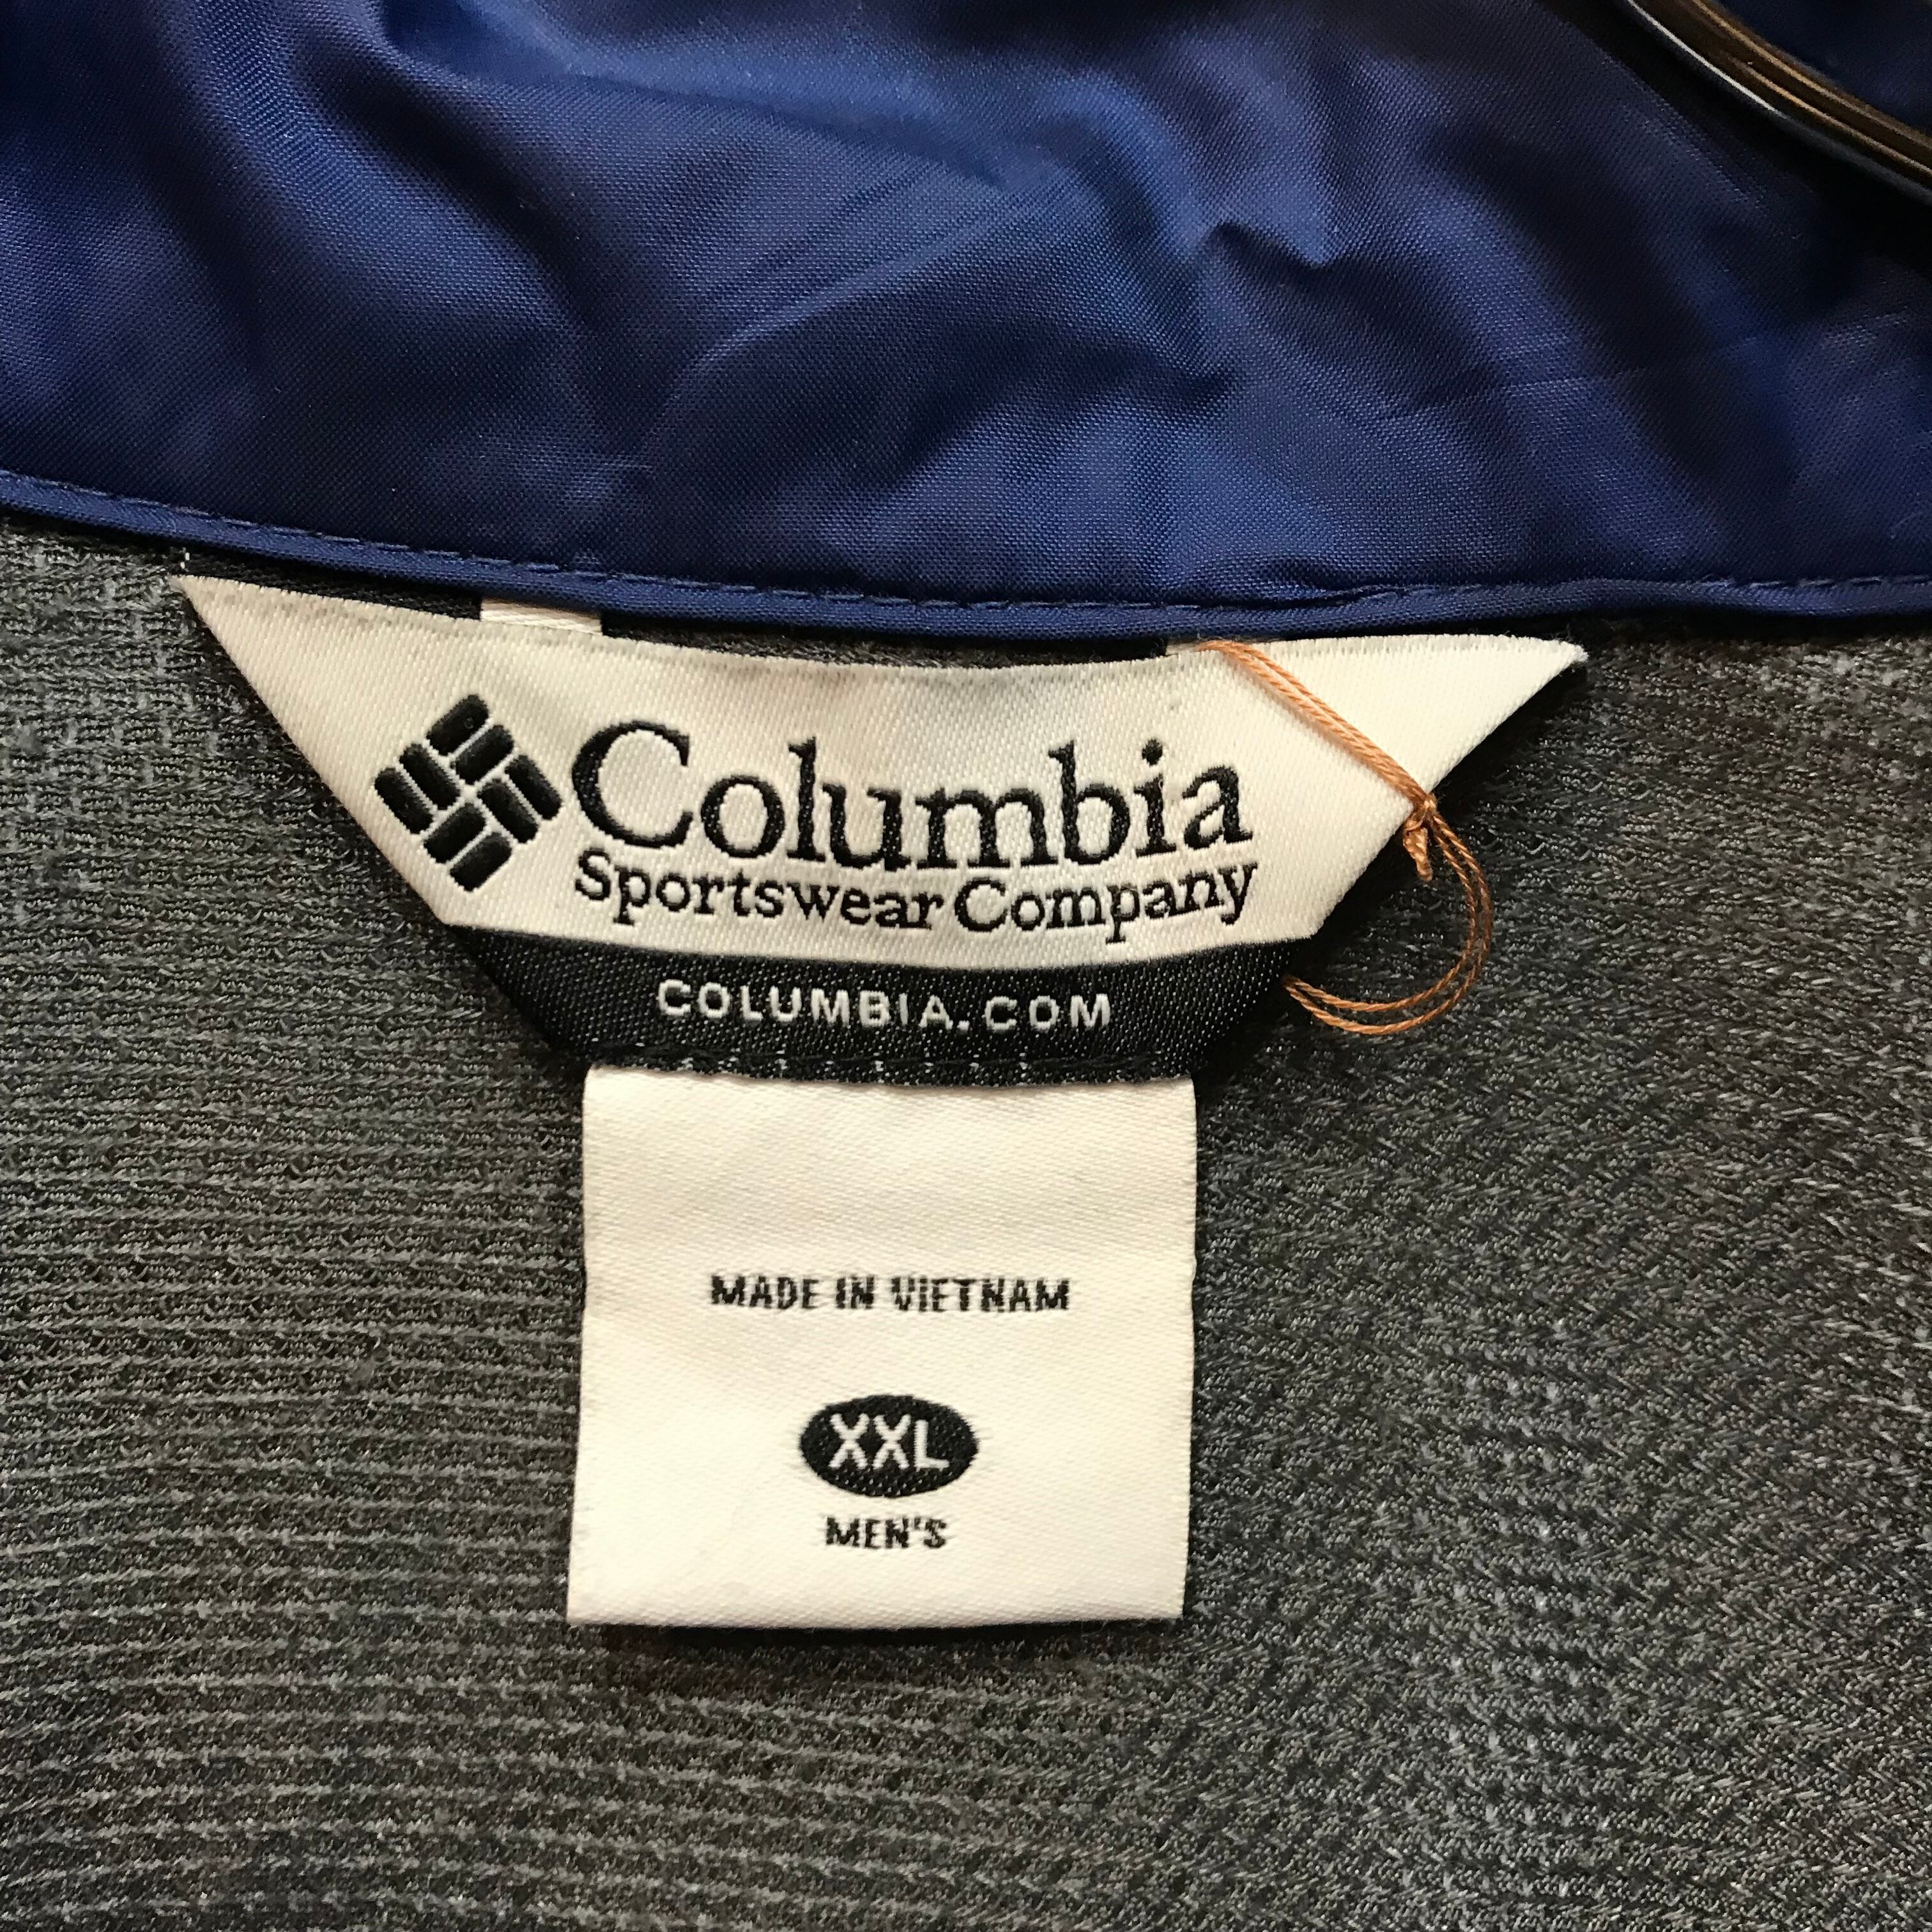 Columbia
Sportswear Company
COLUMBIA.COM
MADE IN VIETNAM
XXL
MEN'S